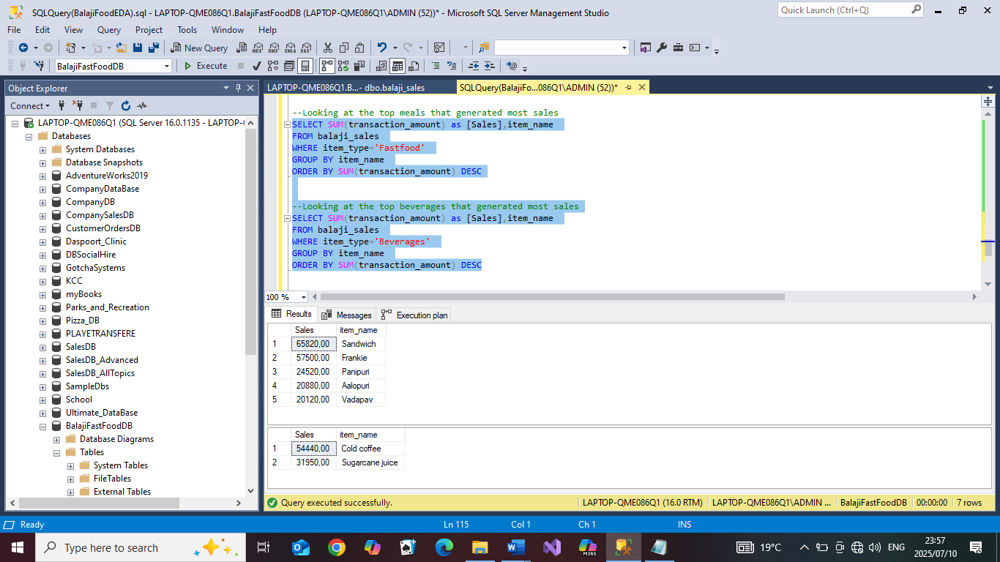 SQLQuery(BalajiFoodEDA).sql - LAPTOP-QME086Q1.BalajiFastFoodDB (LAPTOP-QME086Q1\ADMIN (52))* - Microsoft SQL Server Management Studio
Quick Launch (Ctrl+Q)
File Edit View Query Project Tools Window Help
New Query
MDX DMX XMLA DAX
BalajiFastFoodDB Execute
Object Explorer
Connect
LAPTOP-QME086Q1 (SQL Server 16.0.1135 - LAPTOP-
Databases
System Databases
Database Snapshots
AdventureWorks2019
CompanyDataBase
CompanyDB
CompanySalesDB
CustomerOrdersDB
Daspoort_Clinic
DBSocialHire
GotchaSystems
KCC
myBooks
Parks_and_Recreation
Pizza_DB
PLAYETRANSFERE
SalesDB
SalesDB_Advanced
SalesDB_AllTopics
SampleDbs
School
Ultimate_DataBase
BalajiFastFoodDB
Database Diagrams
Tables
System Tables
FileTables
External Tables
LAPTOP-QME086Q1.B...- dbo.balaji_sales
SQLQuery(BalajiFo...086Q1\ADMIN (52))*
--Looking at the top meals that generated most sales
SELECT SUM(transaction_amount) as [Sales],item_name
FROM balaji_sales
WHERE item_type='Fastfood'
GROUP BY item_name
ORDER BY SUM(transaction_amount) DESC
--Looking at the top beverages that generated most sales
SELECT SUM(transaction_amount) as [Sales],item_name
FROM balaji_sales
WHERE item_type='Beverages'
GROUP BY item_name
ORDER BY SUM(transaction_amount) DESC
100 %
Results Messages Execution plan
Sales item_name
1 65820,00 Sandwich
2 57500,00 Frankie
3 24520,00 Panipuri
4 20880,00 Aalopuri
5 20120,00 Vadapav
Sales item_name
1 54440,00 Cold coffee
2 31950,00 Sugarcane juice
Query executed successfully. LAPTOP-QME086Q1 (16.0 RTM) LAPTOP-QME086Q1\ADMIN ... BalajiFastFoodDB 00:00:00 7 rows
Ready Ln 115 Col 1 Ch 1 INS
Type here to search
M365
19°C
ENG
23:57
2025/07/10